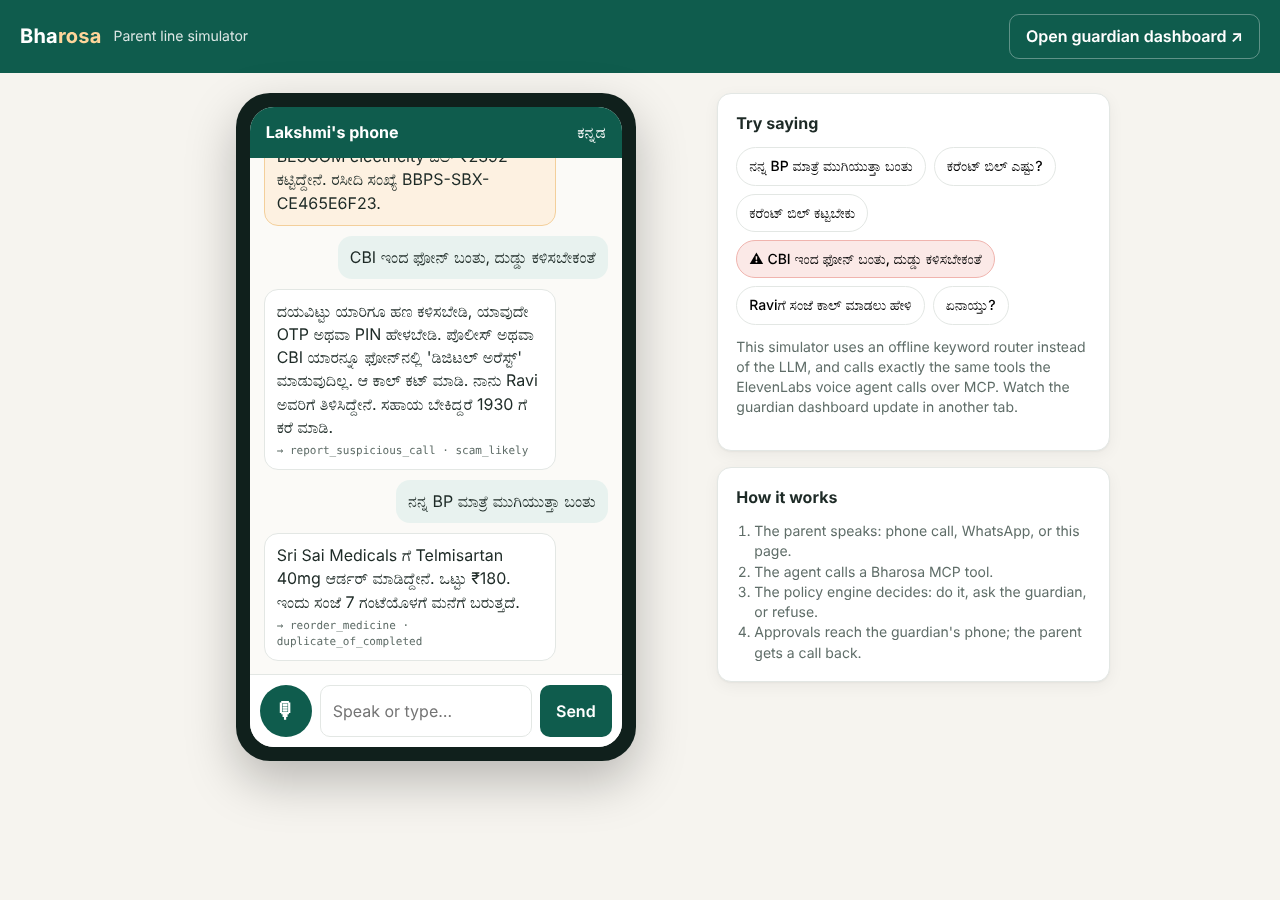 Bharosa
Parent line simulator
Open guardian dashboard ↗
Lakshmi's phone
ಕನ್ನಡ
BESCOM electricity ಬಿಲ್ ₹2392
ಕಟ್ಟಿದ್ದೇನೆ. ರಸೀದಿ ಸಂಖ್ಯೆ BBPS-SBX-
CE465E6F23.
CBI ಇಂದ ಫೋನ್ ಬಂತು, ದುಡ್ಡು ಕಳಿಸಬೇಕಂತೆ
ದಯವಿಟ್ಟು ಯಾರಿಗೂ ಹಣ ಕಳಿಸಬೇಡಿ, ಯಾವುದೇ
OTP ಅಥವಾ PIN ಹೇಳಬೇಡಿ. ಪೊಲೀಸ್ ಅಥವಾ
CBI ಯಾರನ್ನೂ ಫೋನ್‌ನಲ್ಲಿ 'ಡಿಜಿಟಲ್ ಅರೆಸ್ಟ್'
ಮಾಡುವುದಿಲ್ಲ. ಆ ಕಾಲ್ ಕಟ್ ಮಾಡಿ. ನಾನು Ravi
ಅವರಿಗೆ ತಿಳಿಸಿದ್ದೇನೆ. ಸಹಾಯ ಬೇಕಿದ್ದರೆ 1930 ಗೆ
ಕರೆ ಮಾಡಿ.
→ report_suspicious_call · scam_likely
ನನ್ನ BP ಮಾತ್ರೆ ಮುಗಿಯುತ್ತಾ ಬಂತು
Sri Sai Medicals ಗೆ Telmisartan
40mg ಆರ್ಡರ್ ಮಾಡಿದ್ದೇನೆ. ಒಟ್ಟು ₹180.
ಇಂದು ಸಂಜೆ 7 ಗಂಟೆಯೊಳಗೆ ಮನೆಗೆ ಬರುತ್ತದೆ.
→ reorder_medicine ·
duplicate_of_completed
Speak or type...
Send
Try saying
ನನ್ನ BP ಮಾತ್ರೆ ಮುಗಿಯುತ್ತಾ ಬಂತು
ಕರೆಂಟ್ ಬಿಲ್ ಎಷ್ಟು?
ಕರೆಂಟ್ ಬಿಲ್ ಕಟ್ಟಬೇಕು
⚠ CBI ಇಂದ ಫೋನ್ ಬಂತು, ದುಡ್ಡು ಕಳಿಸಬೇಕಂತೆ
Raviಗೆ ಸಂಜೆ ಕಾಲ್ ಮಾಡಲು ಹೇಳಿ
ಏನಾಯ್ತು?
This simulator uses an offline keyword router instead
of the LLM, and calls exactly the same tools the
ElevenLabs voice agent calls over MCP. Watch the
guardian dashboard update in another tab.
How it works
1. The parent speaks: phone call, WhatsApp, or this
page.
2. The agent calls a Bharosa MCP tool.
3. The policy engine decides: do it, ask the guardian,
or refuse.
4. Approvals reach the guardian's phone; the parent
gets a call back.